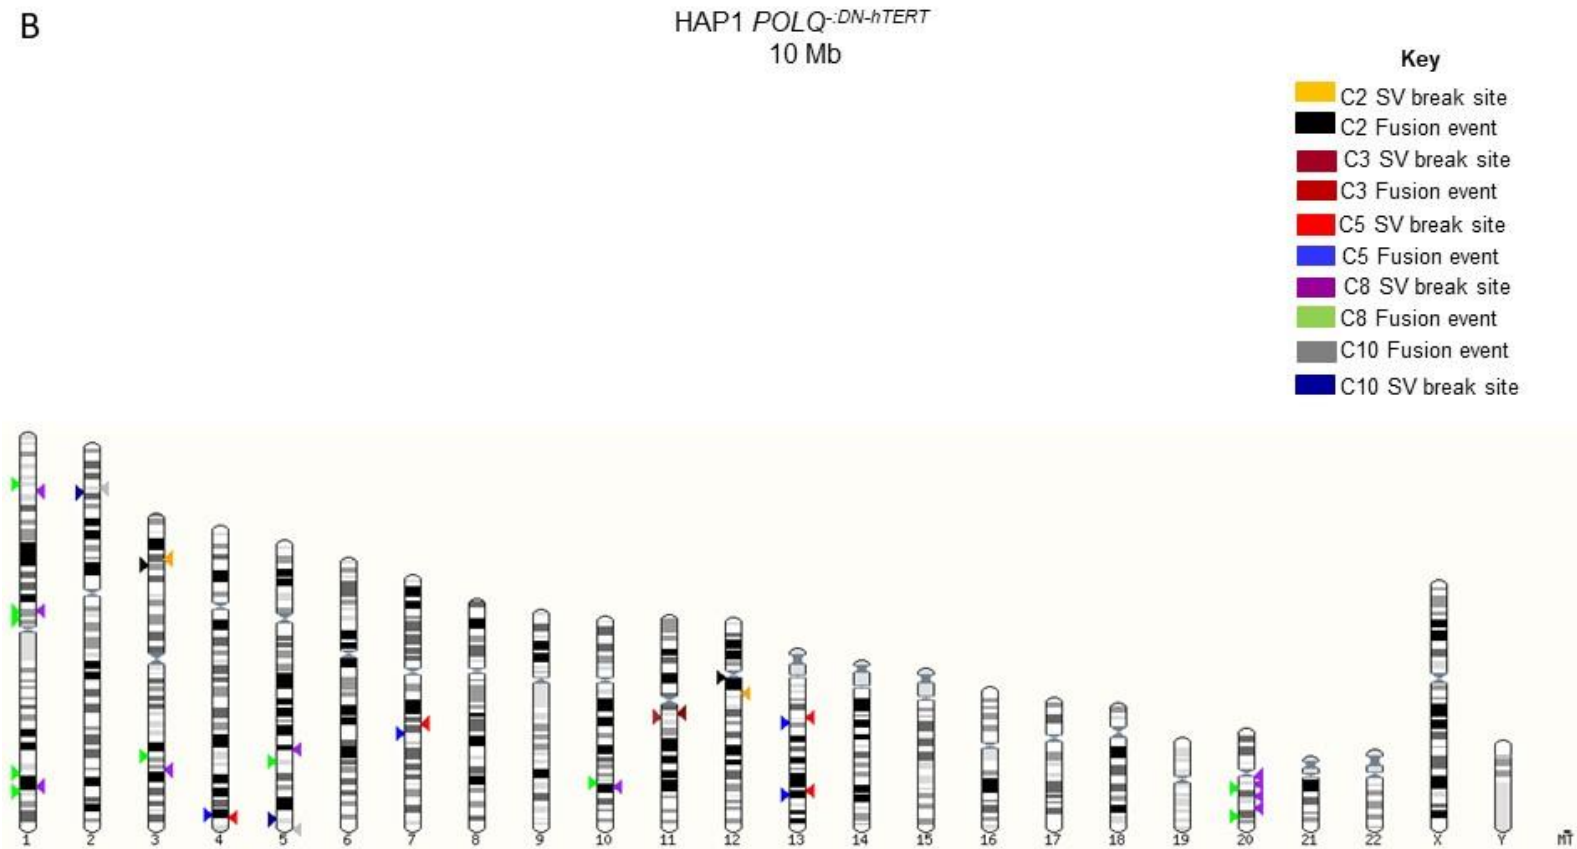 B
HAP1 POLQ-:DN-hTERT
10 Mb
Key
C2 SV break site
C2 Fusion event
C3 SV break site
C3 Fusion event
C5 SV break site
C5 Fusion event
C8 SV break site
C8 Fusion event
C10 Fusion event
C10 SV break site
1 2 3 4 5 6 7 8 9 10 11 12 13 14 15 16 17 18 19 20 21 22 X Y MT